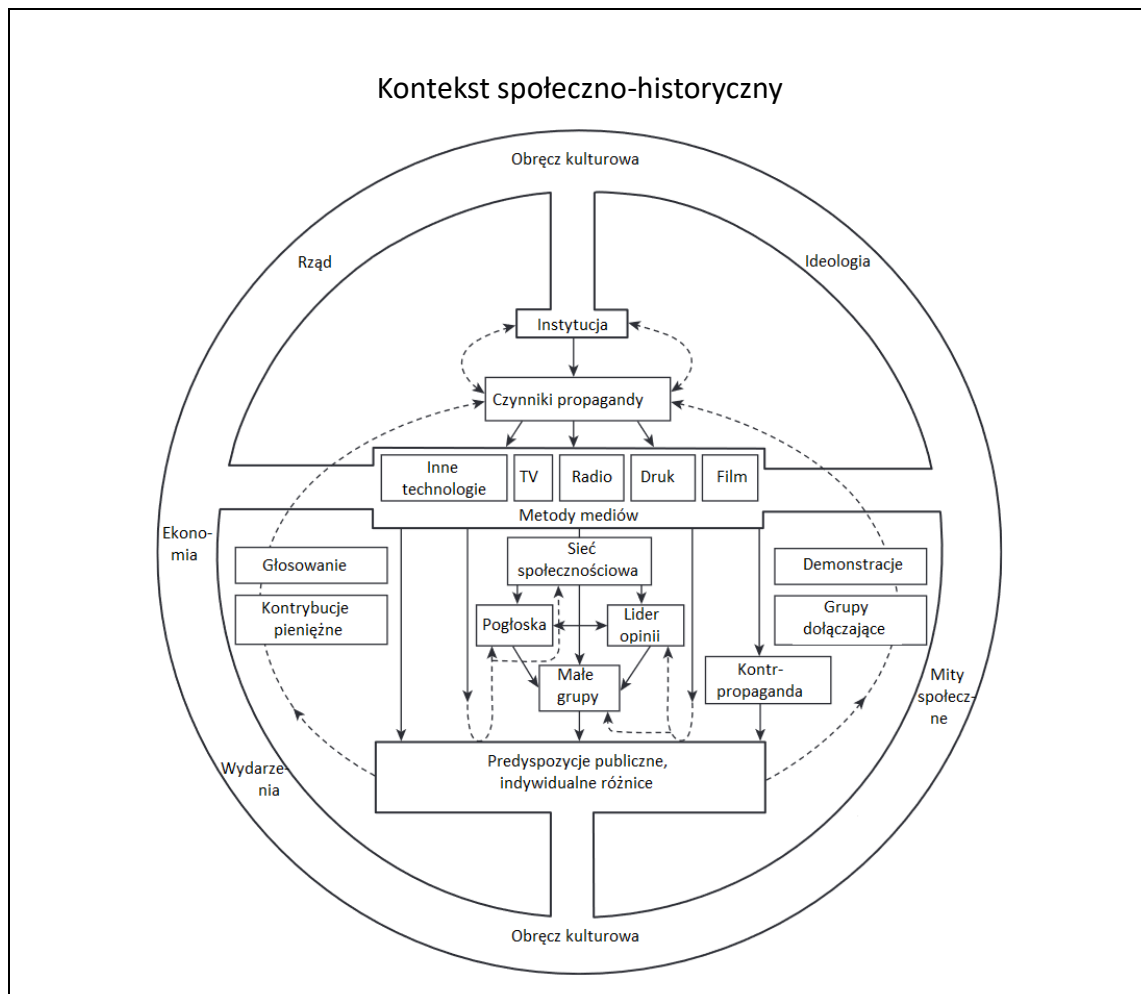 Kontekst społeczno-historyczny
Obręcz kulturowa
Rząd
Ideologia
Instytucja
Czynniki propagandy
Inne
technologie
TV
Radio
Druk
Film
Metody mediów
Ekono-
mia
Głosowanie
Kontrybucje
pieniężne
Sieć
społecznościowa
Pogłoska
Lider
opinii
Małe
grupy
Demonstracje
Grupy
dołączające
Kontr-
propaganda
Mity
społecz-
ne
Wydarze-
nia
Predyspozycje publiczne,
indywidualne różnice
Obręcz kulturowa